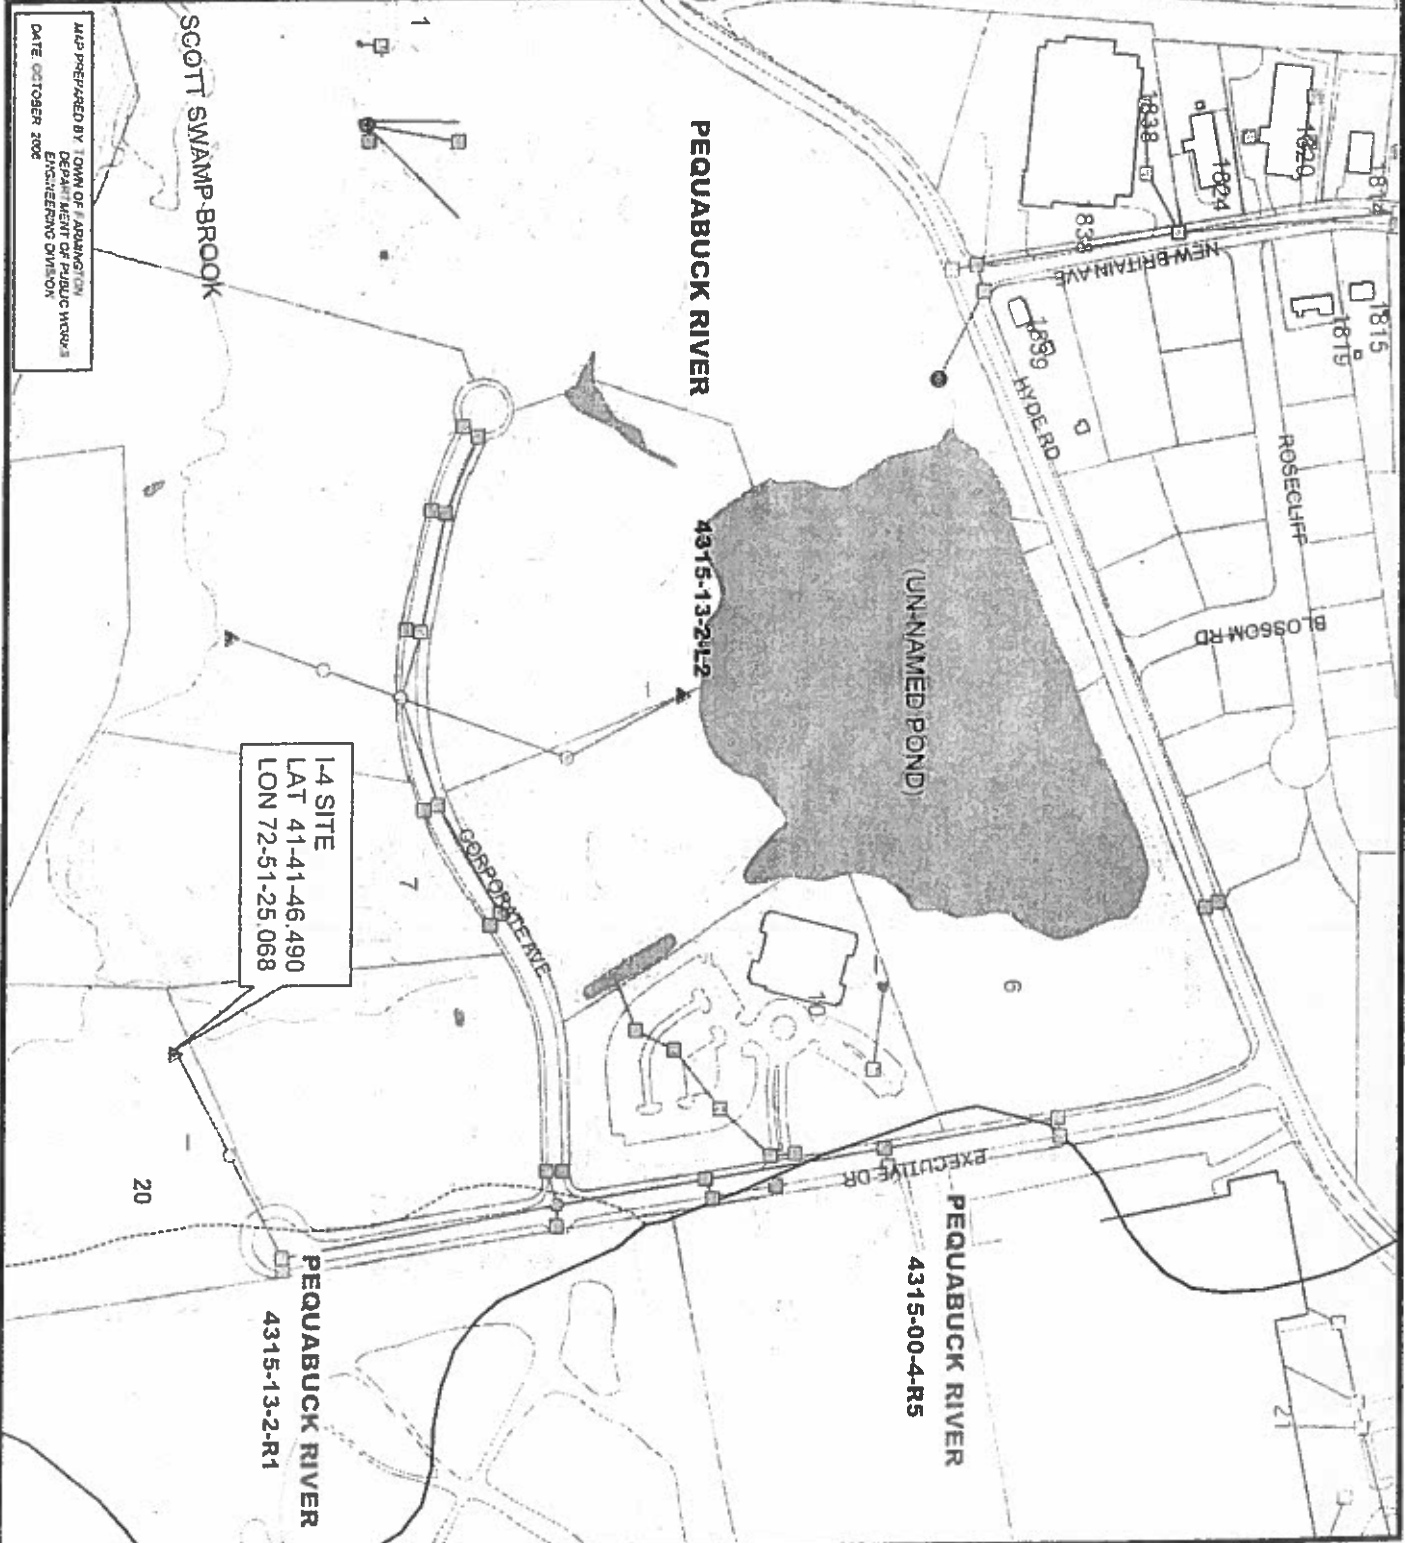 SCOTT SWAMP BROOK
1
PEQUABUCK RIVER
4315-13-2-L2
(UN-NAMED POND)
1838
1824
1820
1814
1815
1819
1839
NEW BRITAIN AVE
HYDE RD
ROSECLIFF
BLOSSOM RD
CORPORATE AVE
7
10
6
EXECUTIVE DR
I-4 SITE
LAT 41-41-46.490
LON 72-51-25.068
20
PEQUABUCK RIVER
4315-00-4-R5
PEQUABUCK RIVER
4315-13-2-R1
21
MAP PREPARED BY TOWN OF FARMINGTON
DEPARTMENT OF PUBLIC WORKS
ENGINEERING DIVISION
DATE: OCTOBER 2006